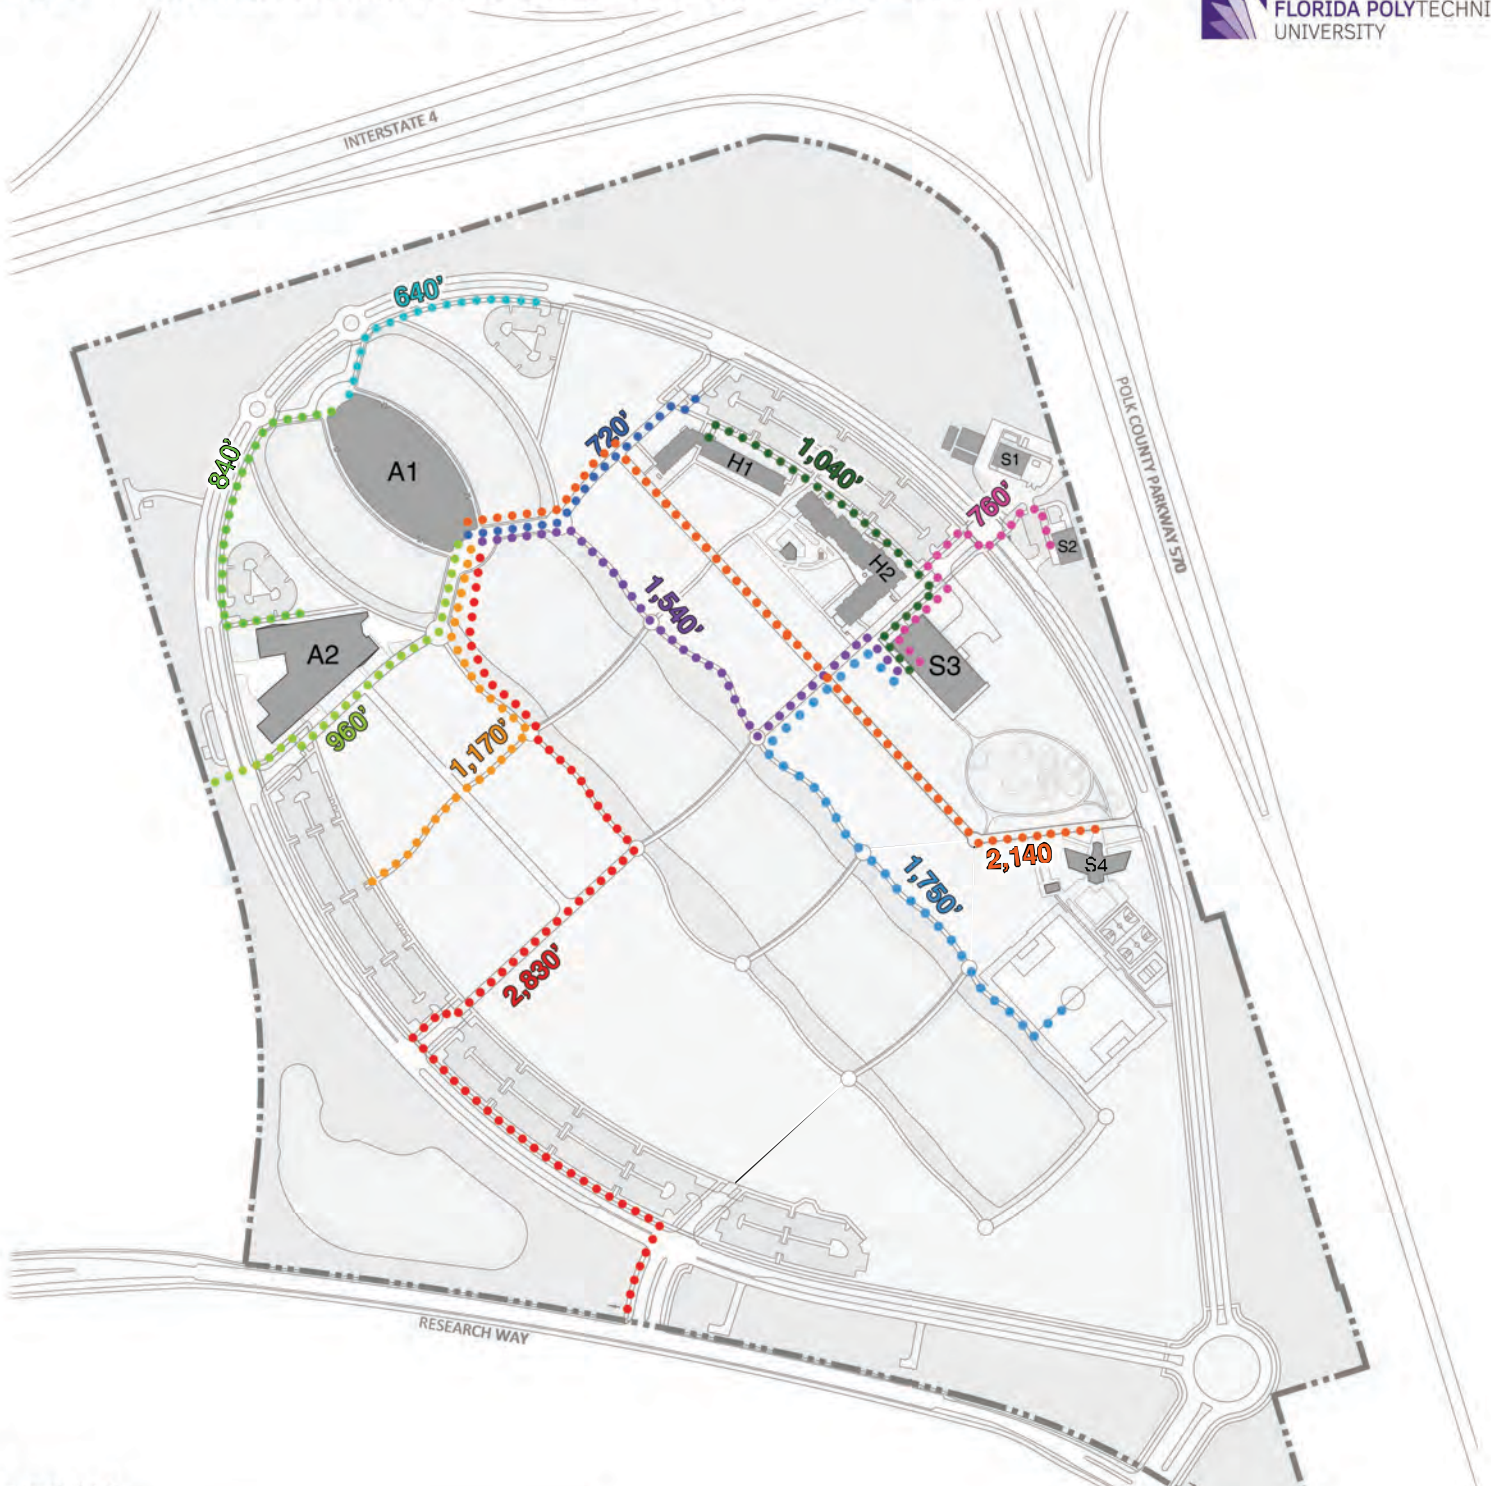 FLORIDA POLYTECHNI
UNIVERSITY
INTERSTATE 4
640'
POLK COUNTY PARKWAY 570
720'
840'
A1
H1
1,040'
S1
760'
S2
H2
1,540'
A2
S3
960'
1,170'
2,140
S4
1,750'
2,830'
RESEARCH WAY